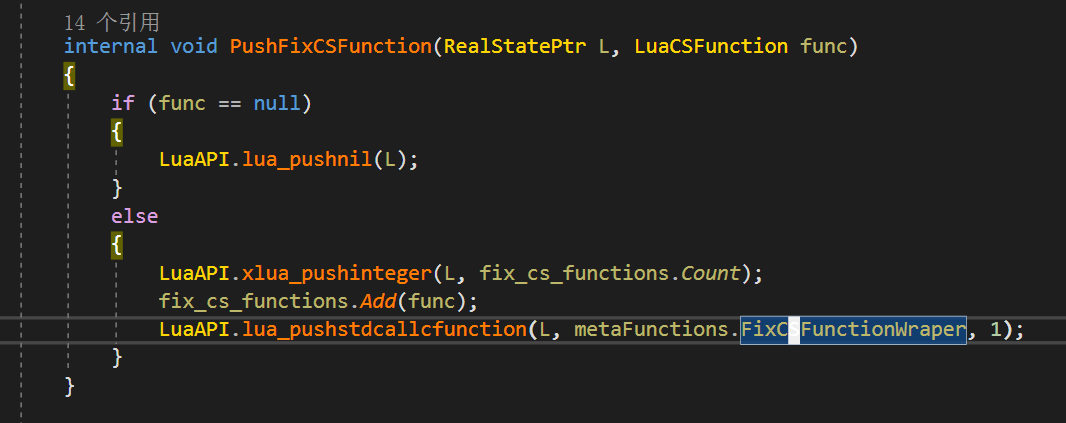 14 个引用
internal void PushFixCSFunction(RealStatePtr L, LuaCSFunction func)
{
if (func == null)
{
LuaAPI.lua_pushnil(L);
}
else
{
LuaAPI.xlua_pushinteger(L, fix_cs_functions.Count);
fix_cs_functions.Add(func);
LuaAPI.lua_pushstdcallcfunction(L, metaFunctions.FixCSFunctionWraper, 1);
}
}